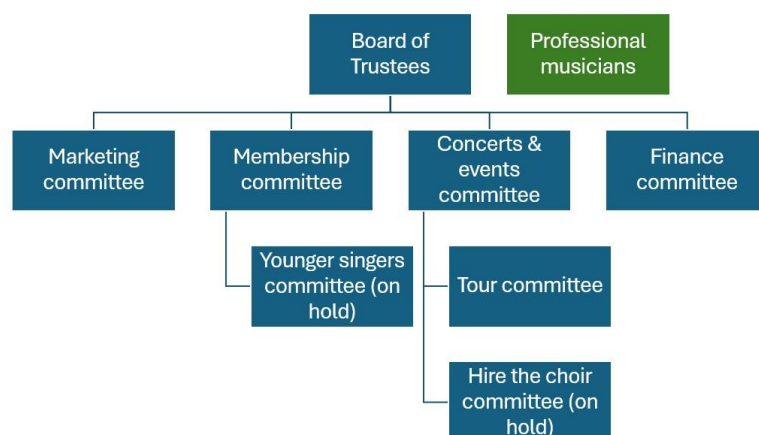 Board of
Trustees
Professional
musicians
Marketing
committee
Membership
committee
Concerts &
events
committee
Finance
committee
Younger singers
committee (on
hold)
Tour committee
Hire the choir
committee (on
hold)